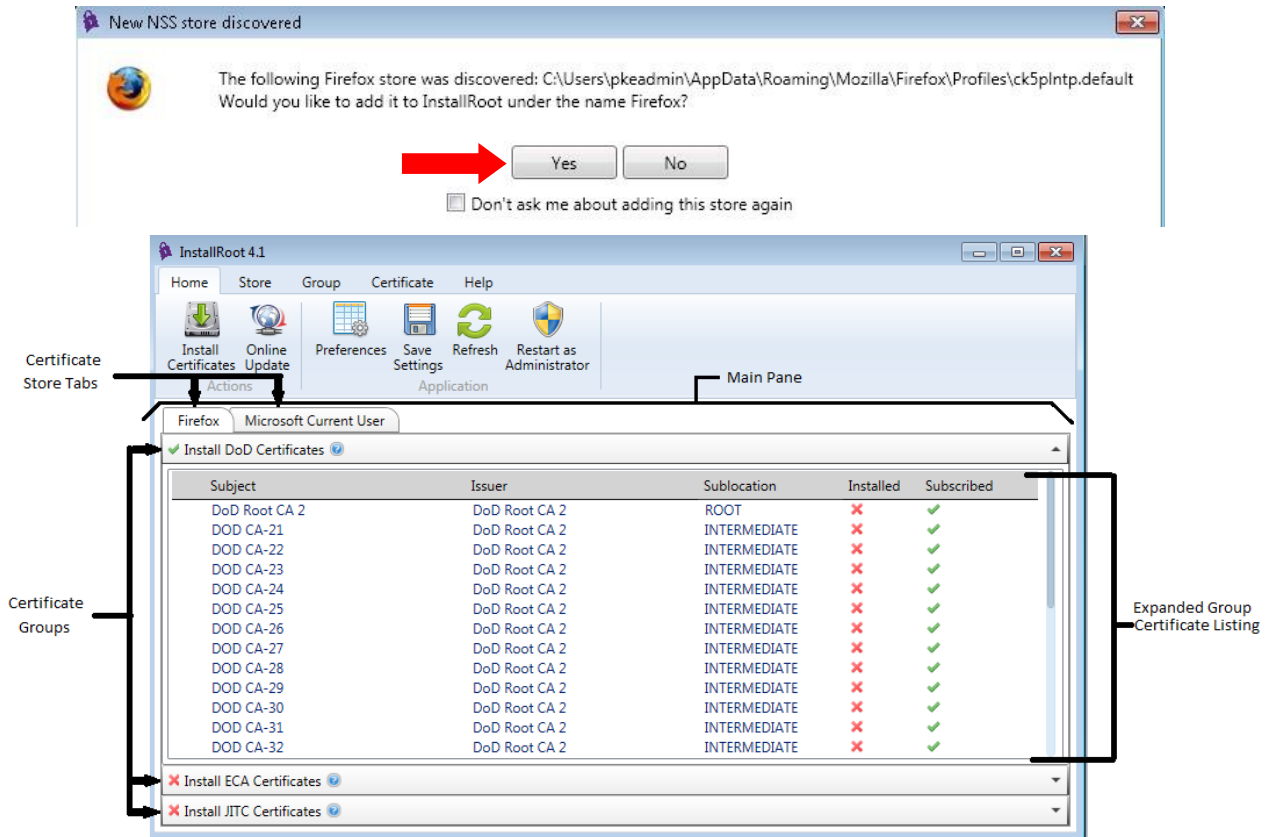 New NSS store discovered
The following Firefox store was discovered: C:\Users\pkeadmin\AppData\Roaming\Mozilla\Firefox\Profiles\ck5plntp.default
Would you like to add it to InstallRoot under the name Firefox?
Yes No
Don't ask me about adding this store again
InstallRoot 4.1
Home Store Group Certificate Help
Install Certificates
Online Update
Preferences
Save Settings
Refresh
Restart as Administrator
Actions
Application
Certificate
Store Tabs
Main Pane
Firefox Microsoft Current User
Install DoD Certificates
Subject Issuer Sublocation Installed Subscribed
DoD Root CA 2 DoD Root CA 2 ROOT
DOD CA-21 DoD Root CA 2 INTERMEDIATE
DOD CA-22 DoD Root CA 2 INTERMEDIATE
DOD CA-23 DoD Root CA 2 INTERMEDIATE
DOD CA-24 DoD Root CA 2 INTERMEDIATE
DOD CA-25 DoD Root CA 2 INTERMEDIATE
DOD CA-26 DoD Root CA 2 INTERMEDIATE
DOD CA-27 DoD Root CA 2 INTERMEDIATE
DOD CA-28 DoD Root CA 2 INTERMEDIATE
DOD CA-29 DoD Root CA 2 INTERMEDIATE
DOD CA-30 DoD Root CA 2 INTERMEDIATE
DOD CA-31 DoD Root CA 2 INTERMEDIATE
DOD CA-32 DoD Root CA 2 INTERMEDIATE
Certificate
Groups
Expanded Group
Certificate Listing
Install ECA Certificates
Install JITC Certificates